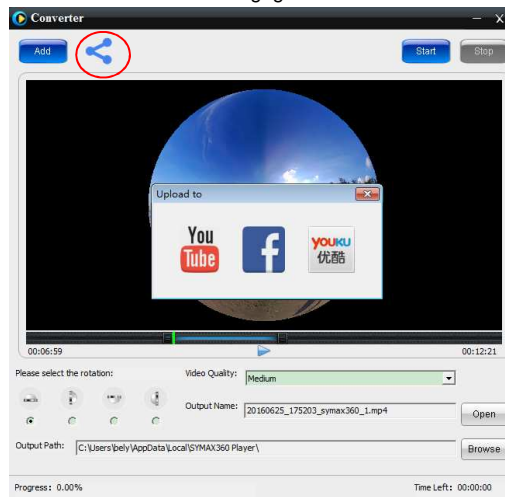 Converter
Add
Start
Stop
Upload to
You
Tube
f
YOUKU
优酷
00:06:59
00:12:21
Please select the rotation:
Video Quality: Medium
Output Name: 20160625_175203_symax360_1.mp4
Open
Output Path: C:\Users\bely\AppData\Local\SYMAX360 Player\
Browse
Progress: 0.00%
Time Left: 00:00:00